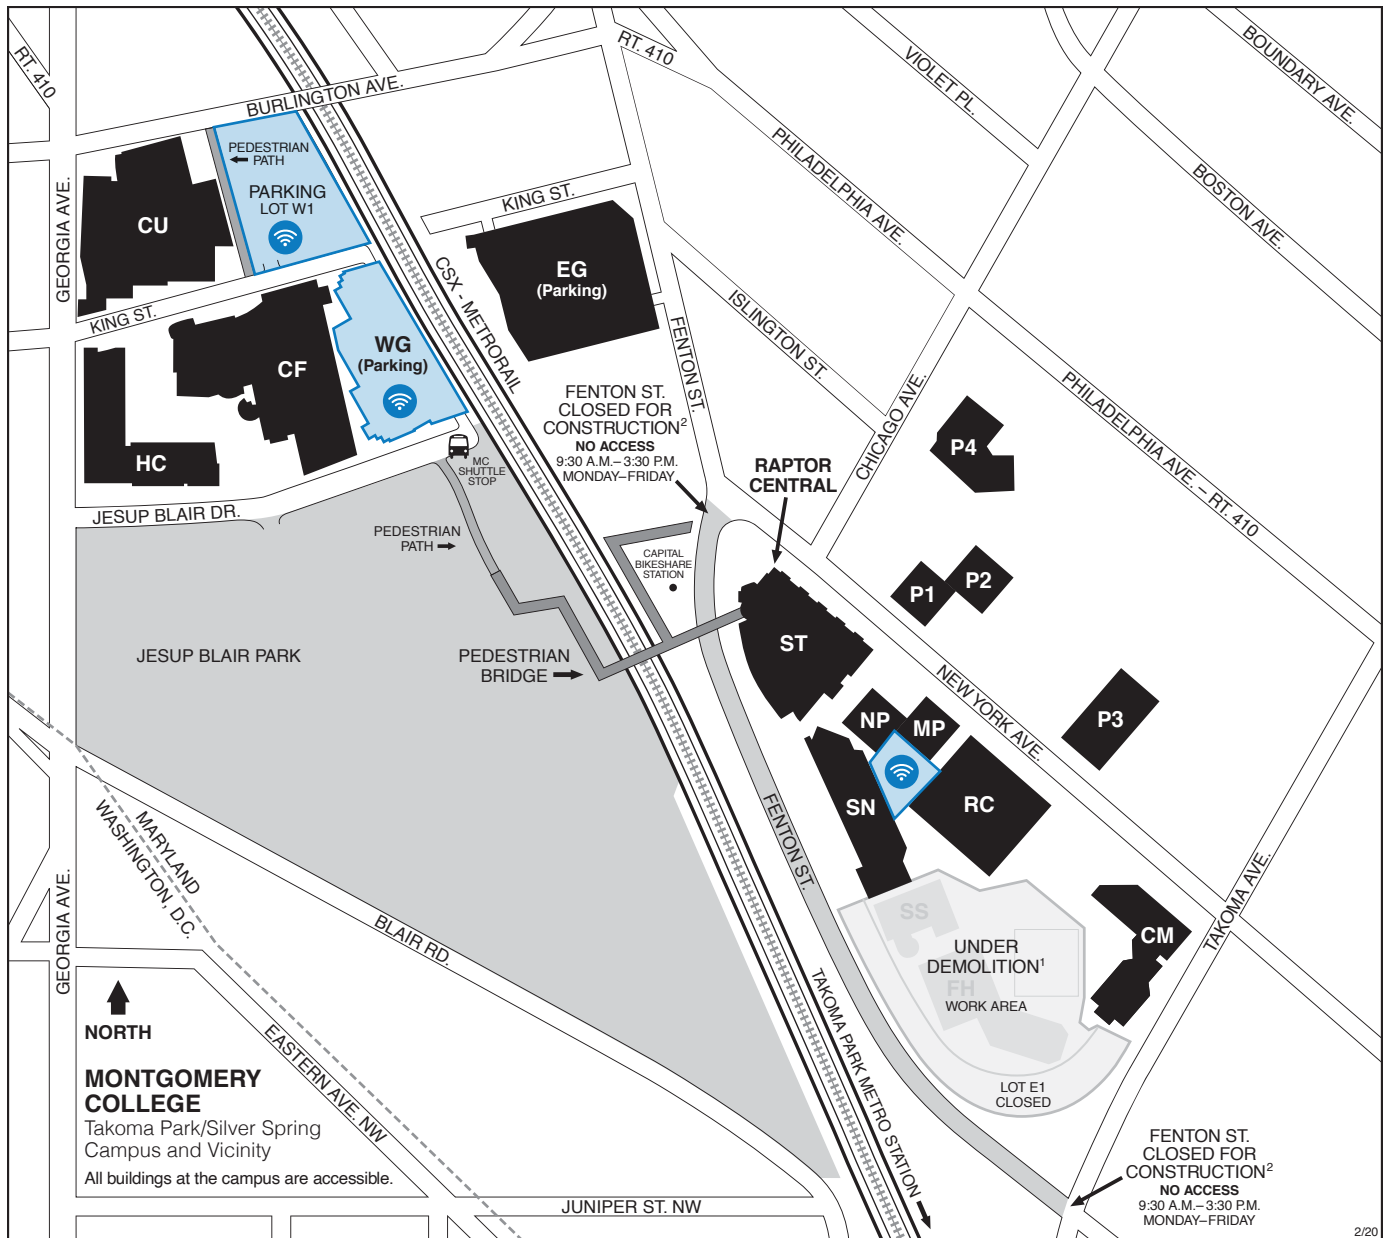 RT. 410
BURLINGTON AVE.
RT. 410
VIOLET PL.
BOUNDARY AVE.
PEDESTRIAN
PATH
PARKING
LOT W1
PHILADELPHIA AVE.
BOSTON AVE.
GEORGIA AVE.
CU
KING ST.
CSX - METRORAIL
EG
(Parking)
KING ST.
ISLINGTON ST.
FENTON ST.
WG
(Parking)
CF
HC
FENTON ST.
CLOSED FOR
CONSTRUCTION²
NO ACCESS
9:30 A.M.– 3:30 P.M.
MONDAY–FRIDAY
CHICAGO AVE.
PHILADELPHIA AVE. – RT. 410
P4
MC
SHUTTLE
STOP
RAPTOR
CENTRAL
JESUP BLAIR DR.
PEDESTRIAN
PATH
CAPITAL
BIKESHARE
STATION
P1
P2
ST
JESUP BLAIR PARK
PEDESTRIAN
BRIDGE
NEW YORK AVE.
P3
NP
MP
SN
RC
FENTON ST.
MARYLAND
WASHINGTON, D.C.
GEORGIA AVE.
BLAIR RD.
TAKOMA AVE.
SS
CM
UNDER
DEMOLITION¹
FH
WORK AREA
LOT E1
CLOSED
TAKOMA PARK METRO STATION
NORTH
EASTERN AVE. NW
MONTGOMERY
COLLEGE
Takoma Park/Silver Spring
Campus and Vicinity
All buildings at the campus are accessible.
JUNIPER ST. NW
FENTON ST.
CLOSED FOR
CONSTRUCTION²
NO ACCESS
9:30 A.M.– 3:30 P.M.
MONDAY–FRIDAY
2/20